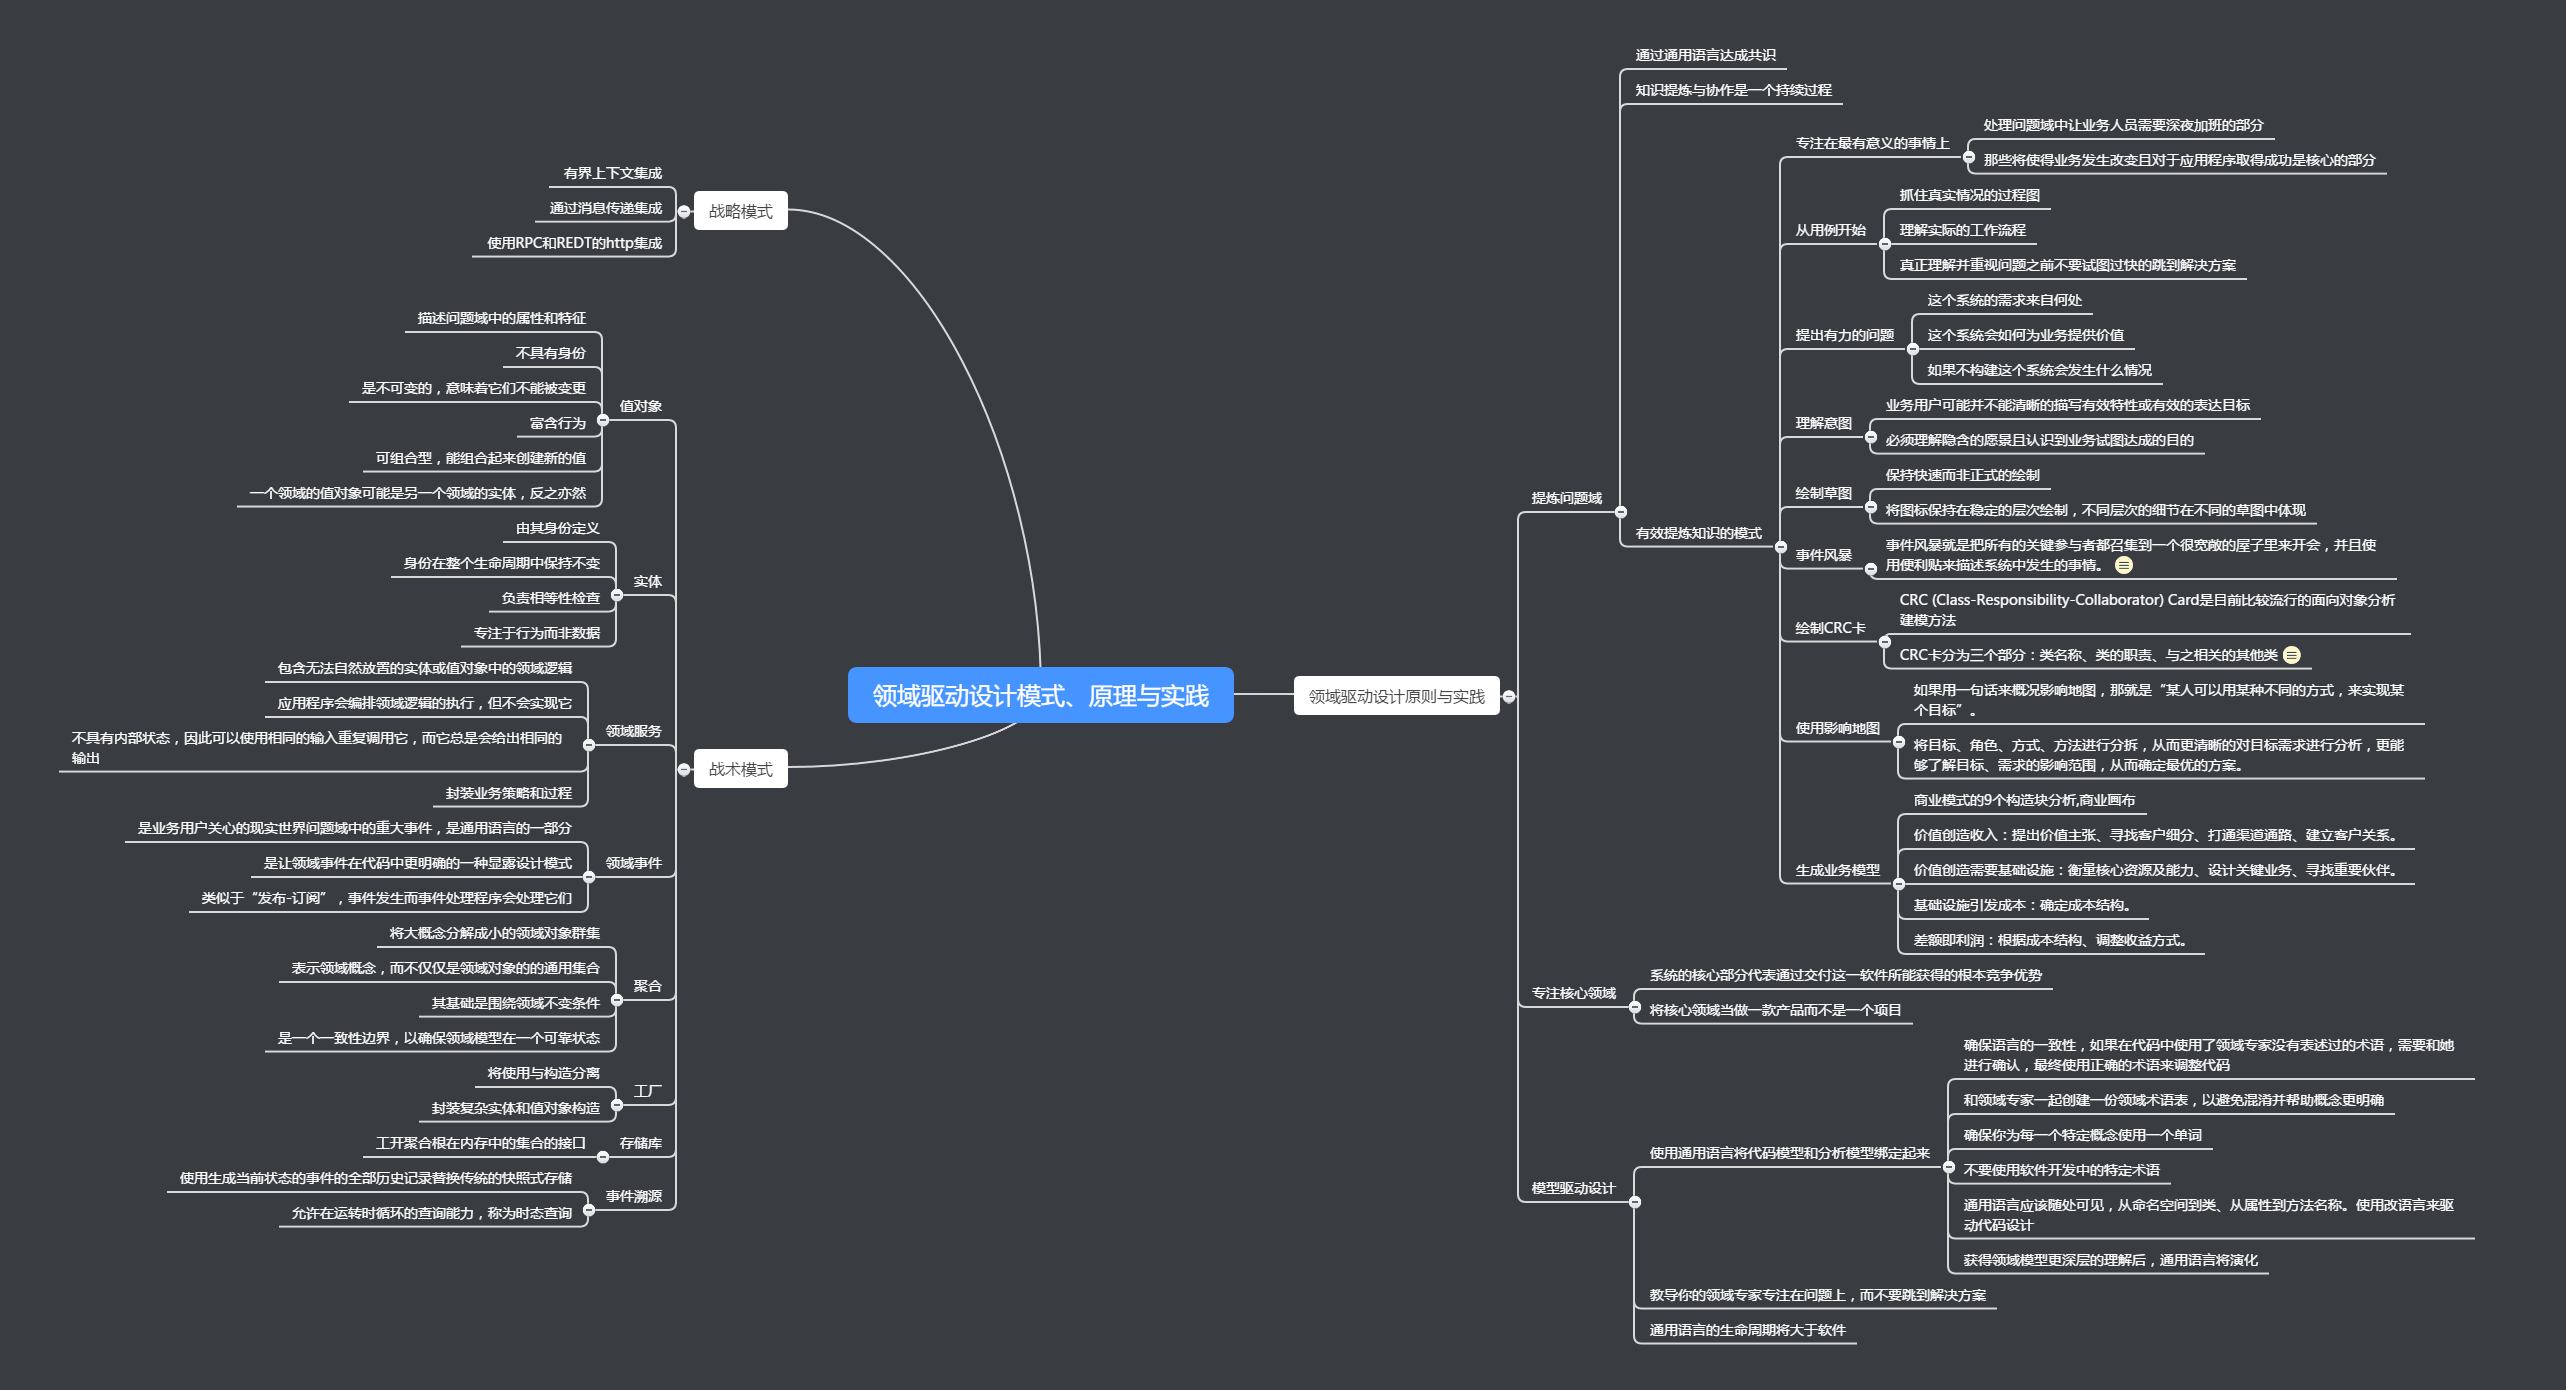 领域驱动设计模式、原理与实践
领域驱动设计原则与实践
提炼问题域
通过通用语言达成共识
知识提炼与协作是一个持续过程
有效提炼知识的模式
专注在最有意义的事情上
处理问题域中让业务人员需要深夜加班的部分
那些将使得业务发生改变且对于应用程序取得成功是核心的部分
从用例开始
抓住真实情况的过程图
理解实际的工作流程
真正理解并重视问题之前不要试图过快的跳到解决方案
提出有力的问题
这个系统的需求来自何处
这个系统会如何为业务提供价值
如果不构建这个系统会发生什么情况
理解意图
业务用户可能并不能清晰的描写有效特性或有效的表达目标
必须理解隐含的愿景且认识到业务试图达成的目的
绘制草图
保持快速而非正式的绘制
将图标保持在稳定的层次绘制，不同层次的细节在不同的草图中体现
事件风暴
事件风暴就是把所有的关键参与者都召集到一个很宽敞的屋子里来开会，并且使
用便利贴来描述系统中发生的事情。
绘制CRC卡
CRC (Class-Responsibility-Collaborator) Card是目前比较流行的面向对象分析
建模方法
CRC卡分为三个部分：类名称、类的职责、与之相关的其他类
使用影响地图
如果用一句话来概况影响地图，那就是“某人可以用某种不同的方式，来实现某
个目标”。
将目标、角色、方式、方法进行分拆，从而更清晰的对目标需求进行分析，更能
够了解目标、需求的影响范围，从而确定最优的方案。
生成业务模型
商业模式的9个构造块分析,商业画布
价值创造收入：提出价值主张、寻找客户细分、打通渠道通路、建立客户关系。
价值创造需要基础设施：衡量核心资源及能力、设计关键业务、寻找重要伙伴。
基础设施引发成本：确定成本结构。
差额即利润：根据成本结构、调整收益方式。
专注核心领域
系统的核心部分代表通过交付这一软件所能获得的根本竞争优势
将核心领域当做一款产品而不是一个项目
模型驱动设计
使用通用语言将代码模型和分析模型绑定起来
确保语言的一致性，如果在代码中使用了领域专家没有表述过的术语，需要和她
进行确认，最终使用正确的术语来调整代码
和领域专家一起创建一份领域术语表，以避免混淆并帮助概念更明确
确保你为每一个特定概念使用一个单词
不要使用软件开发中的特定术语
通用语言应该随处可见，从命名空间到类、从属性到方法名称。使用改语言来驱
动代码设计
获得领域模型更深层的理解后，通用语言将演化
教导你的领域专家专注在问题上，而不要跳到解决方案
通用语言的生命周期将大于软件
战略模式
有界上下文集成
通过消息传递集成
使用RPC和REDT的http集成
战术模式
值对象
描述问题域中的属性和特征
不具有身份
是不可变的，意味着它们不能被变更
富含行为
可组合型，能组合起来创建新的值
一个领域的值对象可能是另一个领域的实体，反之亦然
实体
由其身份定义
身份在整个生命周期中保持不变
负责相等性检查
专注于行为而非数据
领域服务
包含无法自然放置的实体或值对象中的领域逻辑
应用程序会编排领域逻辑的执行，但不会实现它
不具有内部状态，因此可以使用相同的输入重复调用它，而它总是会给出相同的
输出
封装业务策略和过程
领域事件
是业务用户关心的现实世界问题域中的重大事件，是通用语言的一部分
是让领域事件在代码中更明确的一种显露设计模式
类似于“发布-订阅”，事件发生而事件处理程序会处理它们
聚合
将大概念分解成小的领域对象群集
表示领域概念，而不仅仅是领域对象的的通用集合
其基础是围绕领域不变条件
是一个一致性边界，以确保领域模型在一个可靠状态
工厂
将使用与构造分离
封装复杂实体和值对象构造
存储库
工开聚合根在内存中的集合的接口
事件溯源
使用生成当前状态的事件的全部历史记录替换传统的快照式存储
允许在运转时循环的查询能力，称为时态查询